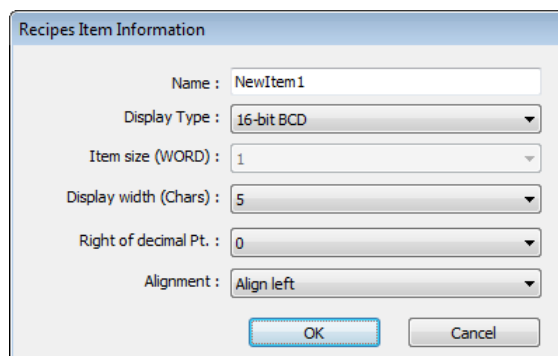 Recipes Item Information
Name : NewItem1
Display Type : 16-bit BCD
Item size (WORD) : 1
Display width (Chars) : 5
Right of decimal Pt. : 0
Alignment : Align left
OK Cancel